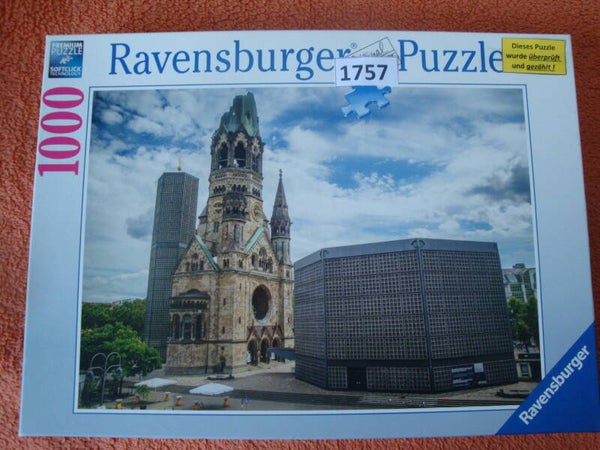 PREMIUM
PUZZLE
SOFTCLICK
TECHNOLOGY
Ravensburger® Puzzle
1757
Dieses Puzzle
wurde überprüft
und gezählt !
1000
Ravensburger